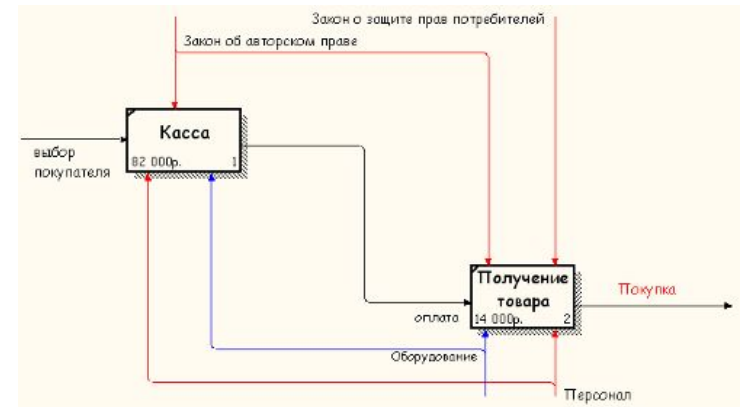 Закон о защите прав потребителей
Закон об авторском праве
Касса
82 000р. 1
выбор
покупателя
Получение
товара
14 000р. 2
Покупка
оплата
Оборудование
Персонал